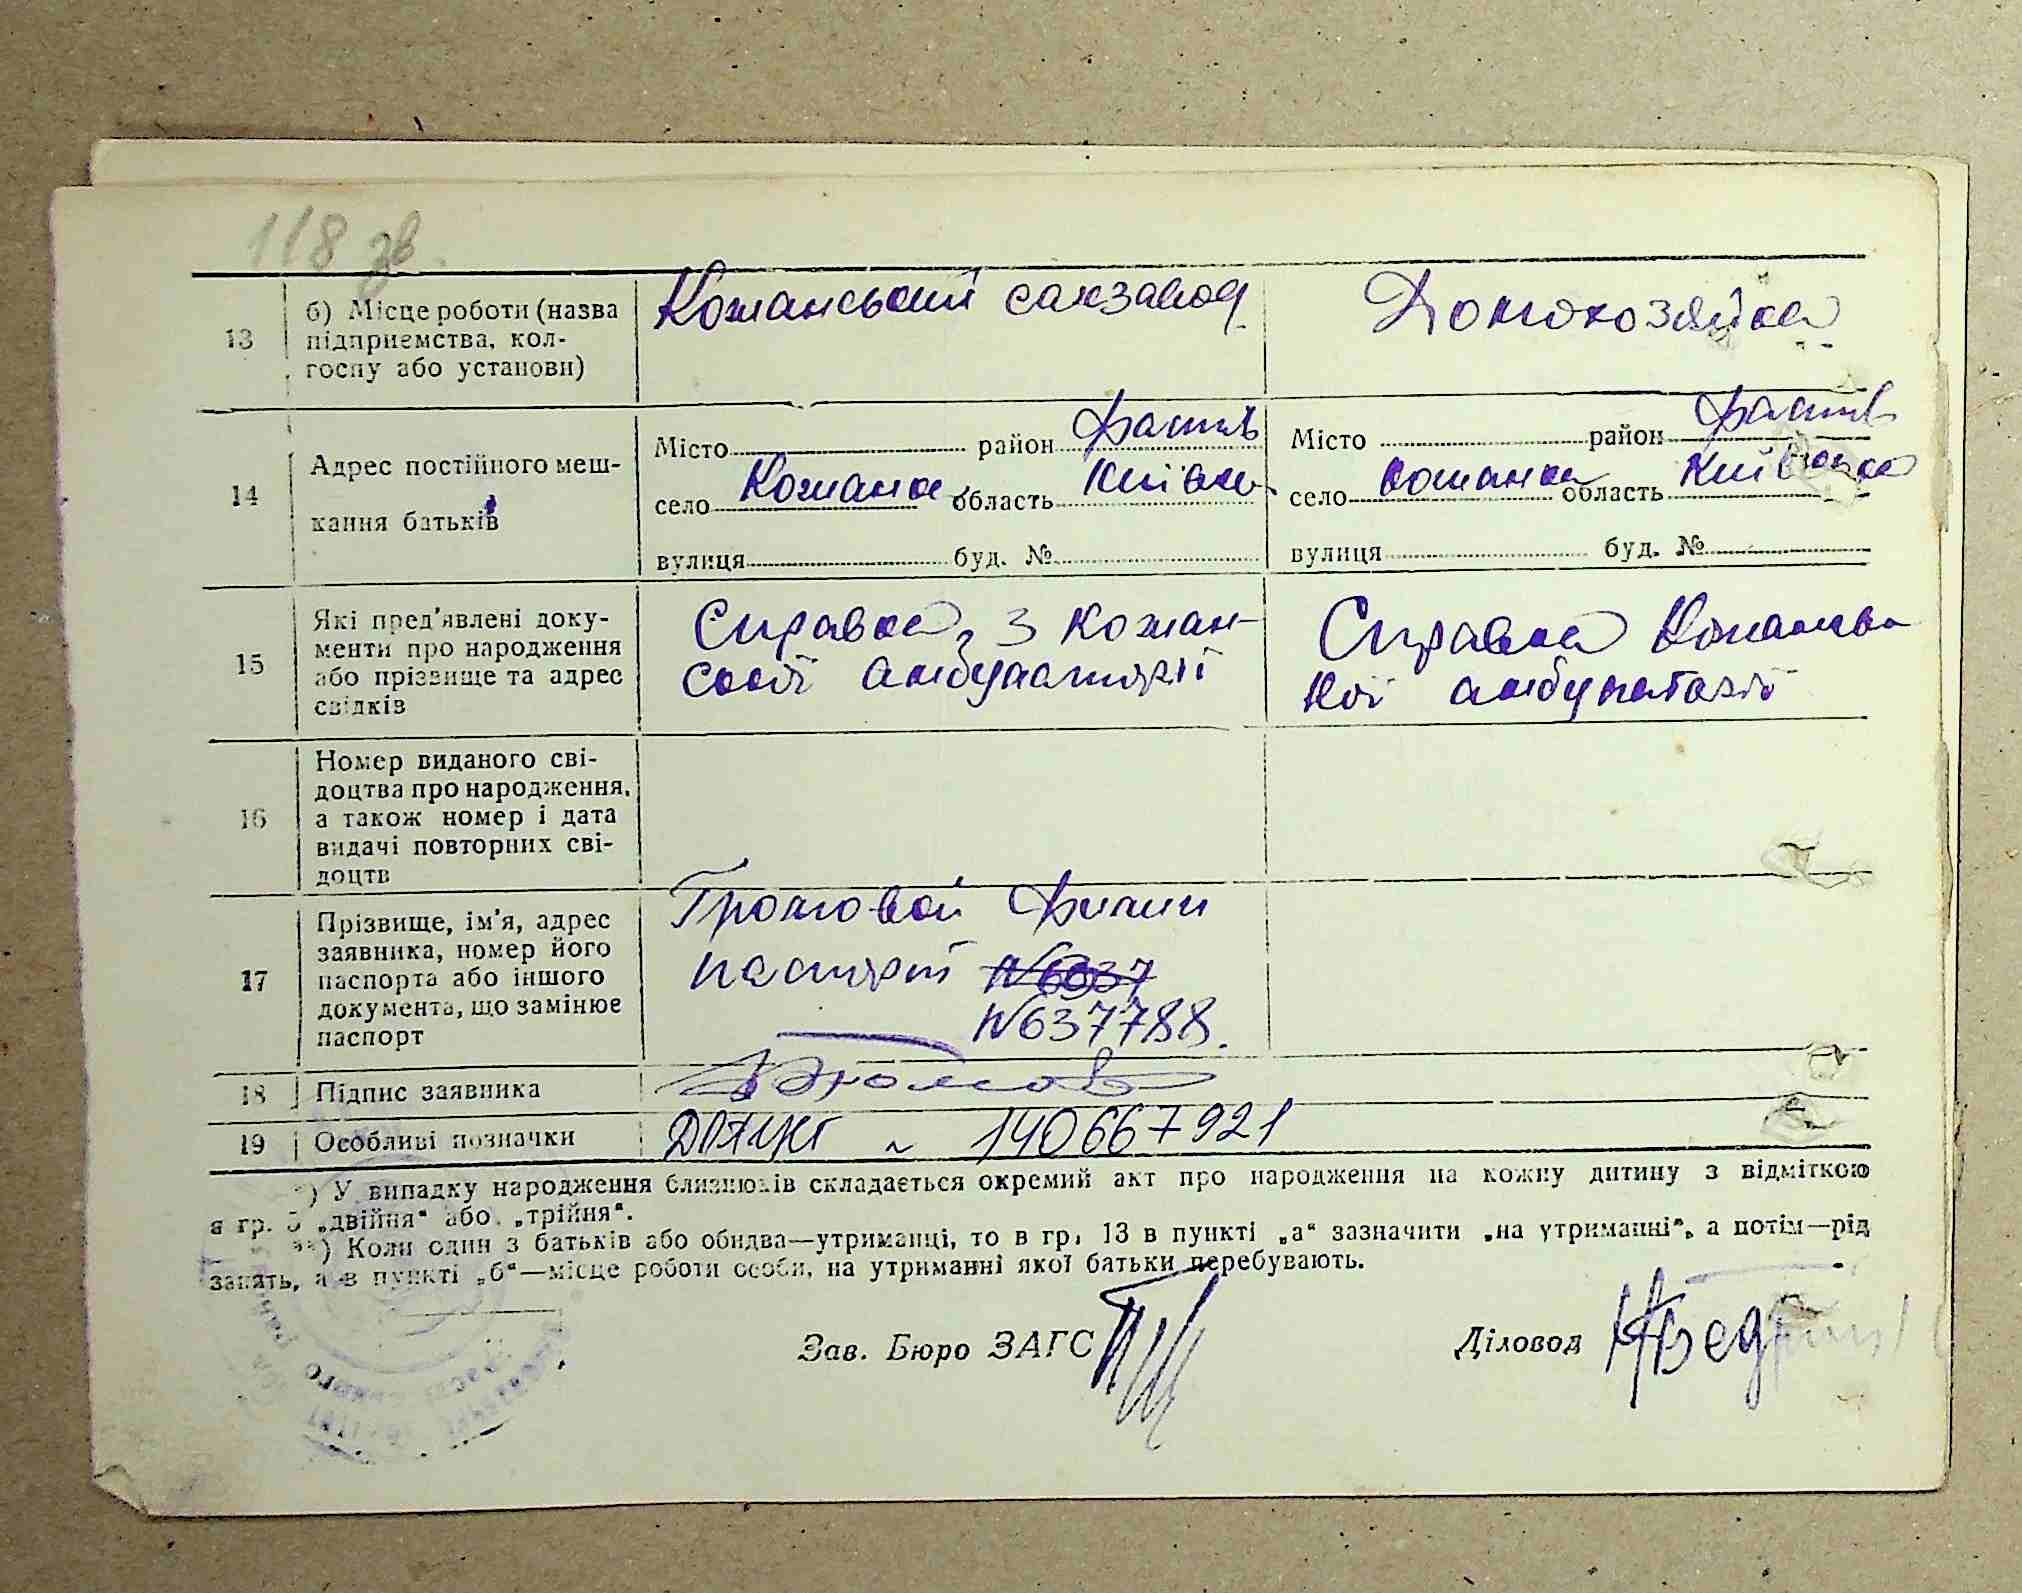 118 зв.
13
б) Місце роботи (назва
підприємства, кол-
госпу або установи)
Кожанський сахзавод
Домохозяйка
14
Адрес постійного меш-
кання батьків
Місто район Фастів
село Кожанка область Київськ
вулиця буд. №
Місто район Фастів
село Кожанка область Київська
вулиця буд. №
15
Які пред'явлені доку-
менти про народження
або прізвище та адрес
свідків
Справка, з Кожан-
ської амбулаторії
Справка Кожансь-
кої амбулаторії
16
Номер виданого сві-
доцтва про народження,
а також номер і дата
видачі повторних сві-
доцтв
17
Прізвище, ім'я, адрес
заявника, номер його
паспорта або іншого
документа, що замінює
паспорт
Громовой
паспорт №6037
№637788.
18
Підпис заявника
19
Особливі позначки
№ 140667921
*) У випадку народження близнюків складається окремий акт про народження на кожну дитину з відміткою
в гр. 5 „двійня“ або „трійня“.
**) Коли один з батьків або обидва—утриманці, то в гр. 13 в пункті „а“ зазначити „на утриманні“, а потім—рід
занять, а в пункті „б“—місце роботи особи, на утриманні якої батьки перебувають.
Зав. Бюро ЗАГС
Діловод